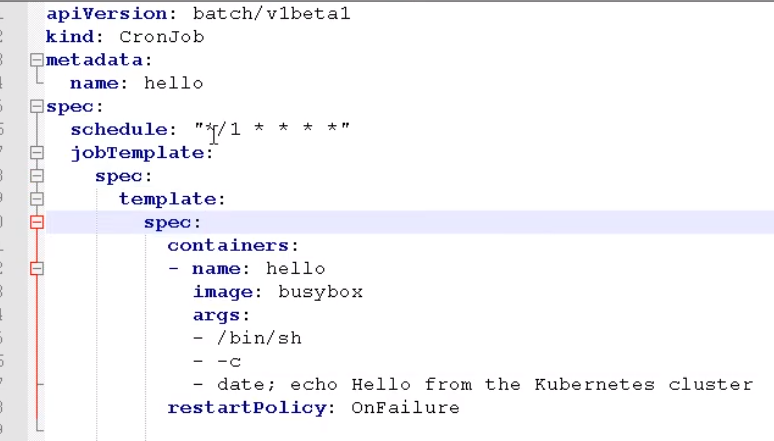 apiVersion: batch/v1beta1
kind: CronJob
metadata:
  name: hello
spec:
  schedule: "*/1 * * * *"
  jobTemplate:
    spec:
      template:
        spec:
          containers:
          - name: hello
            image: busybox
            args:
            - /bin/sh
            - -c
            - date; echo Hello from the Kubernetes cluster
          restartPolicy: OnFailure